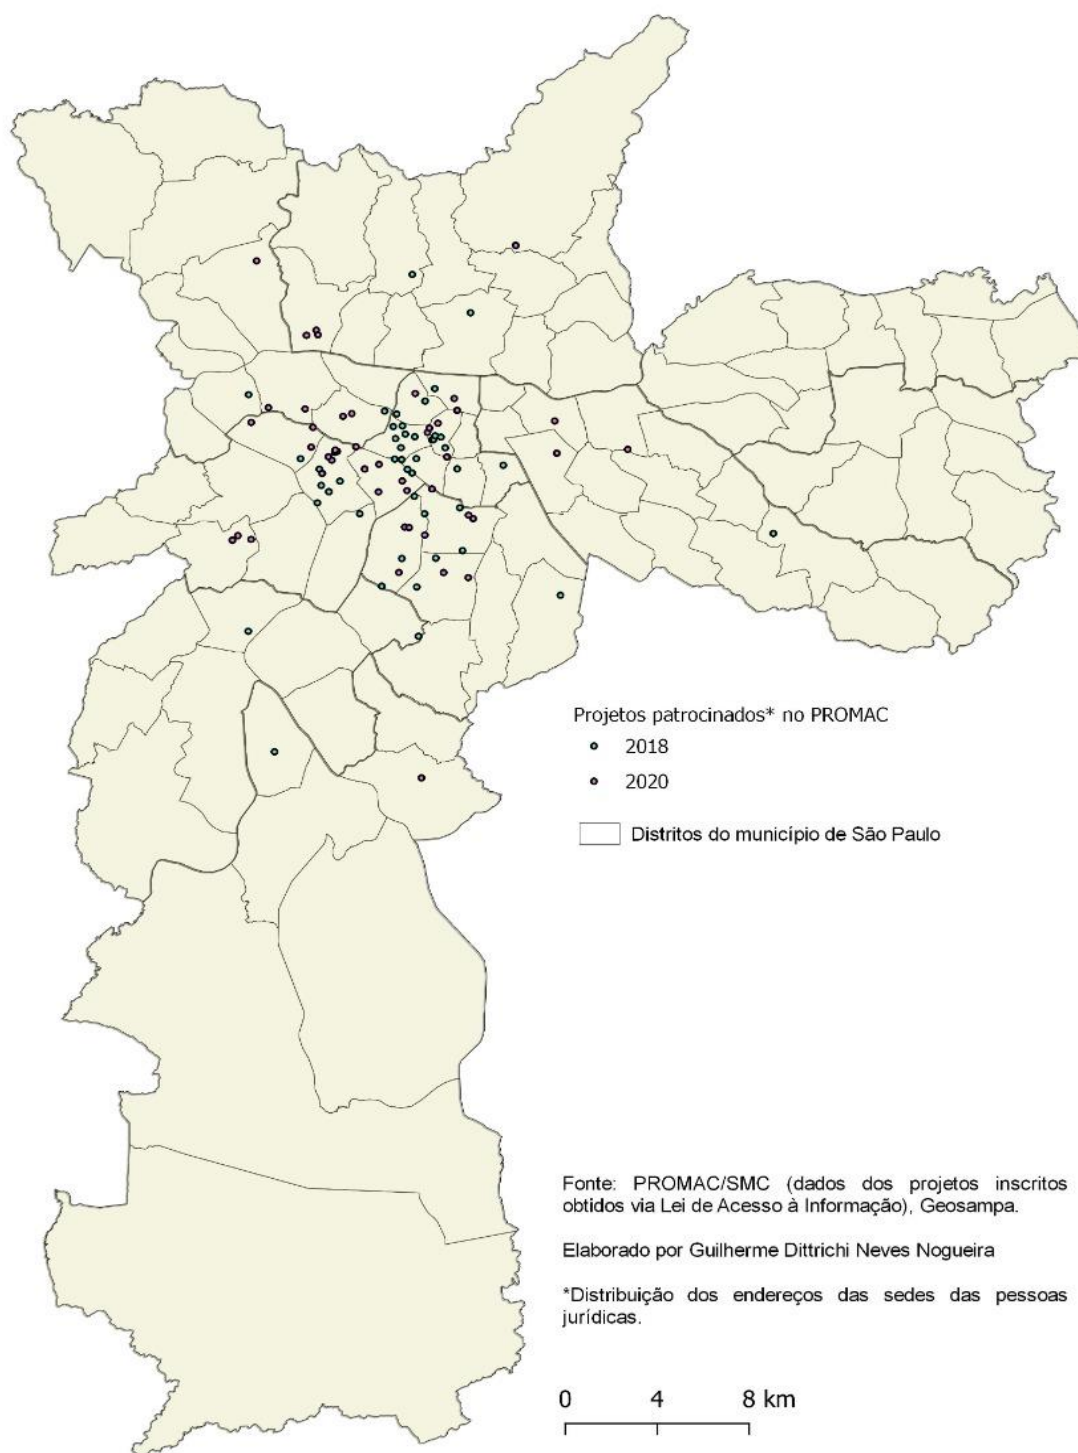 Projetos patrocinados* no PROMAC
2018
2020
Distritos do município de São Paulo
Fonte: PROMAC/SMC (dados dos projetos inscritos
obtidos via Lei de Acesso à Informação), Geosampa.
Elaborado por Guilherme Dittrichi Neves Nogueira
*Distribuição dos endereços das sedes das pessoas
jurídicas.
0 4 8 km